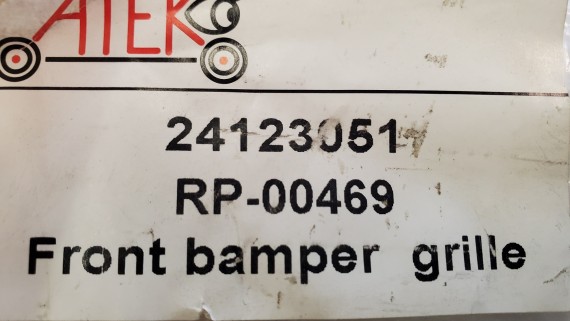 ATEK
24123051
RP-00469
Front bamper grille